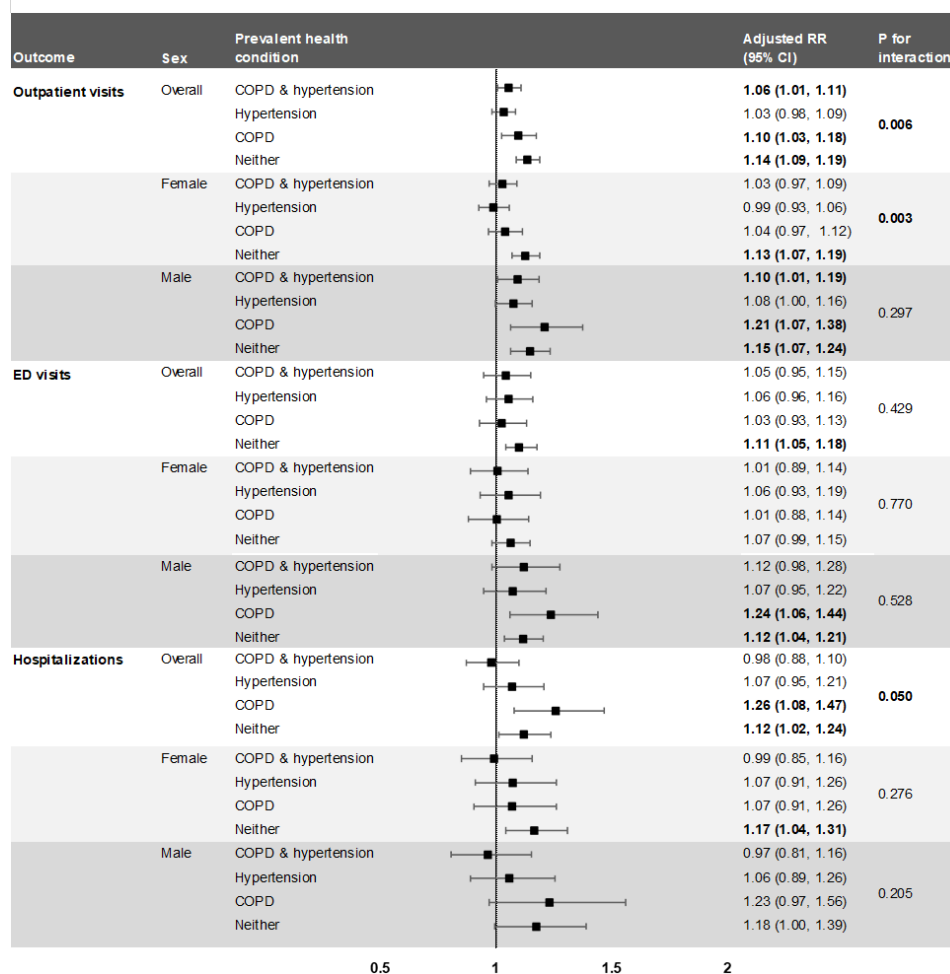 Outcome Sex Prevalent health condition Adjusted RR (95% CI) P for interaction
Outpatient visits Overall COPD & hypertension 1.06 (1.01, 1.11)
Hypertension 1.03 (0.98, 1.09)
0.006
COPD 1.10 (1.03, 1.18)
Neither 1.14 (1.09, 1.19)
Female COPD & hypertension 1.03 (0.97, 1.09)
Hypertension 0.99 (0.93, 1.06)
0.003
COPD 1.04 (0.97, 1.12)
Neither 1.13 (1.07, 1.19)
Male COPD & hypertension 1.10 (1.01, 1.19)
Hypertension 1.08 (1.00, 1.16)
0.297
COPD 1.21 (1.07, 1.38)
Neither 1.15 (1.07, 1.24)
ED visits Overall COPD & hypertension 1.05 (0.95, 1.15)
Hypertension 1.06 (0.96, 1.16)
0.429
COPD 1.03 (0.93, 1.13)
Neither 1.11 (1.05, 1.18)
Female COPD & hypertension 1.01 (0.89, 1.14)
Hypertension 1.06 (0.93, 1.19)
0.770
COPD 1.01 (0.88, 1.14)
Neither 1.07 (0.99, 1.15)
Male COPD & hypertension 1.12 (0.98, 1.28)
Hypertension 1.07 (0.95, 1.22)
0.528
COPD 1.24 (1.06, 1.44)
Neither 1.12 (1.04, 1.21)
Hospitalizations Overall COPD & hypertension 0.98 (0.88, 1.10)
Hypertension 1.07 (0.95, 1.21)
0.050
COPD 1.26 (1.08, 1.47)
Neither 1.12 (1.02, 1.24)
Female COPD & hypertension 0.99 (0.85, 1.16)
Hypertension 1.07 (0.91, 1.26)
0.276
COPD 1.07 (0.91, 1.26)
Neither 1.17 (1.04, 1.31)
Male COPD & hypertension 0.97 (0.81, 1.16)
Hypertension 1.06 (0.89, 1.26)
0.205
COPD 1.23 (0.97, 1.56)
Neither 1.18 (1.00, 1.39)
0.5 1 1.5 2